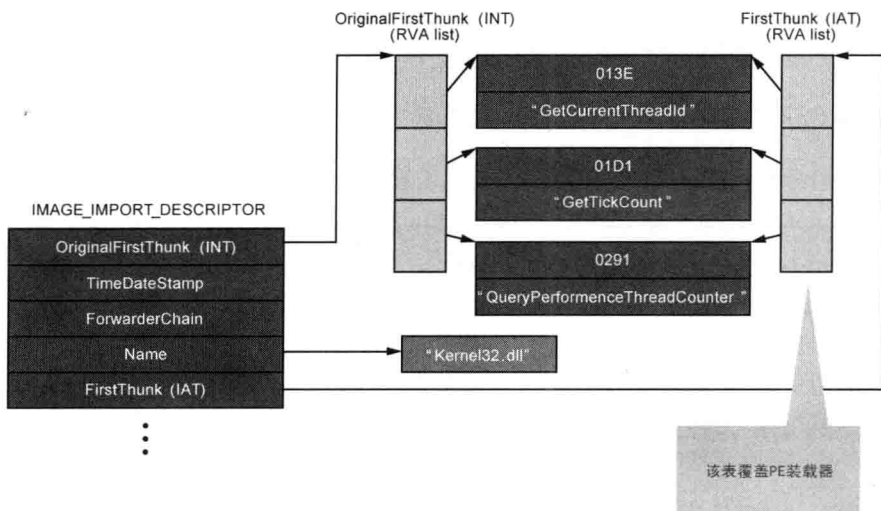 OriginalFirstThunk (INT)
(RVA list)
FirstThunk (IAT)
(RVA list)
013E
“GetCurrentThreadId”
01D1
“GetTickCount”
0291
“QueryPerformenceThreadCounter”
IMAGE_IMPORT_DESCRIPTOR
OriginalFirstThunk (INT)
TimeDateStamp
ForwarderChain
Name
FirstThunk (IAT)
“Kernel32.dll”
该表覆盖PE装载器